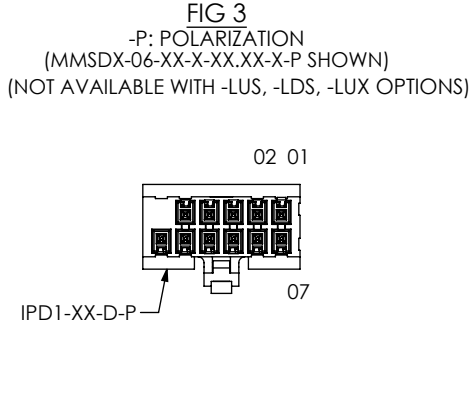 FIG 3
-P: POLARIZATION
(MMSDX-06-XX-X-XX.XX-X-P SHOWN)
(NOT AVAILABLE WITH -LUS, -LDS, -LUX OPTIONS)
02 01
07
IPD1-XX-D-P